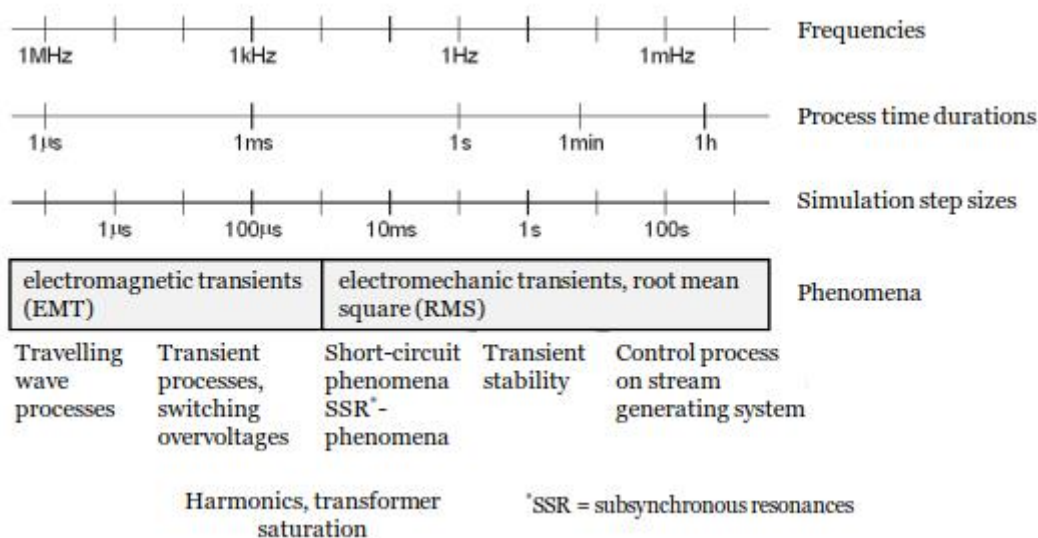 Frequencies
1MHz 1kHz 1Hz 1mHz
Process time durations
1µs 1ms 1s 1min 1h
Simulation step sizes
1µs 100µs 10ms 1s 100s
electromagnetic transients
(EMT)
electromechanic transients, root mean
square (RMS)
Phenomena
Travelling
wave
processes
Transient
processes,
switching
overvoltages
Short-circuit
phenomena
SSR*-
phenomena
Transient
stability
Control process
on stream
generating system
Harmonics, transformer
saturation
*SSR = subsynchronous resonances